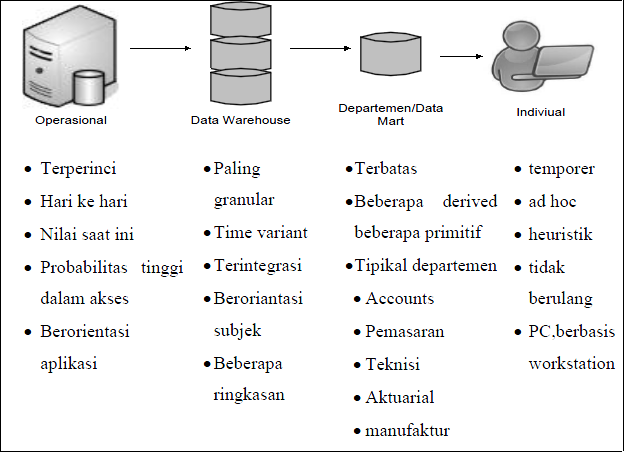 Operasional
Data Warehouse
Departemen/Data
Mart
Indiviual
• Terperinci
• Hari ke hari
• Nilai saat ini
• Probabilitas tinggi
dalam akses
• Berorientasi
aplikasi
• Paling
granular
• Time variant
• Terintegrasi
• Beroriantasi
subjek
• Beberapa
ringkasan
• Terbatas
• Beberapa derived
beberapa primitif
• Tipikal departemen
• Accounts
• Pemasaran
• Teknisi
• Aktuarial
• manufaktur
• temporer
• ad hoc
• heuristik
• tidak
berulang
• PC,berbasis
workstation